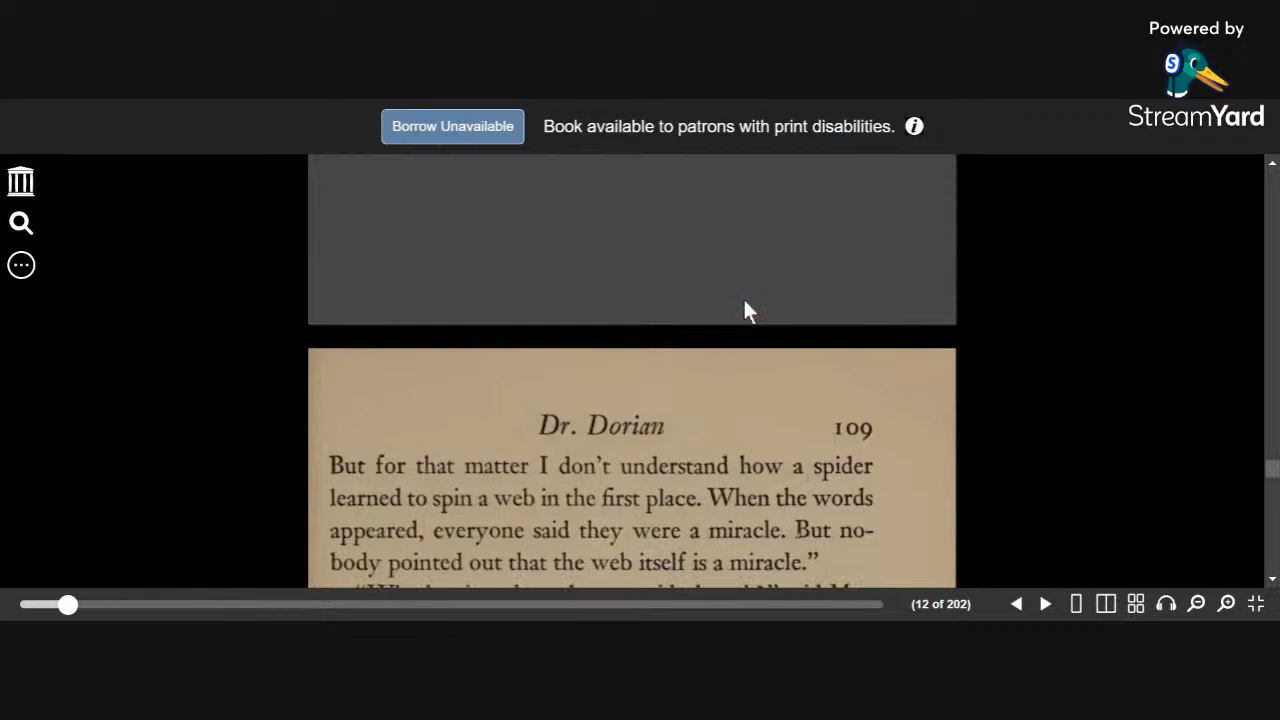 Powered by
StreamYard
Borrow Unavailable
Book available to patrons with print disabilities.
Dr. Dorian 109
But for that matter I don't understand how a spider
learned to spin a web in the first place. When the words
appeared, everyone said they were a miracle. But no-
body pointed out that the web itself is a miracle."
(12 of 202)